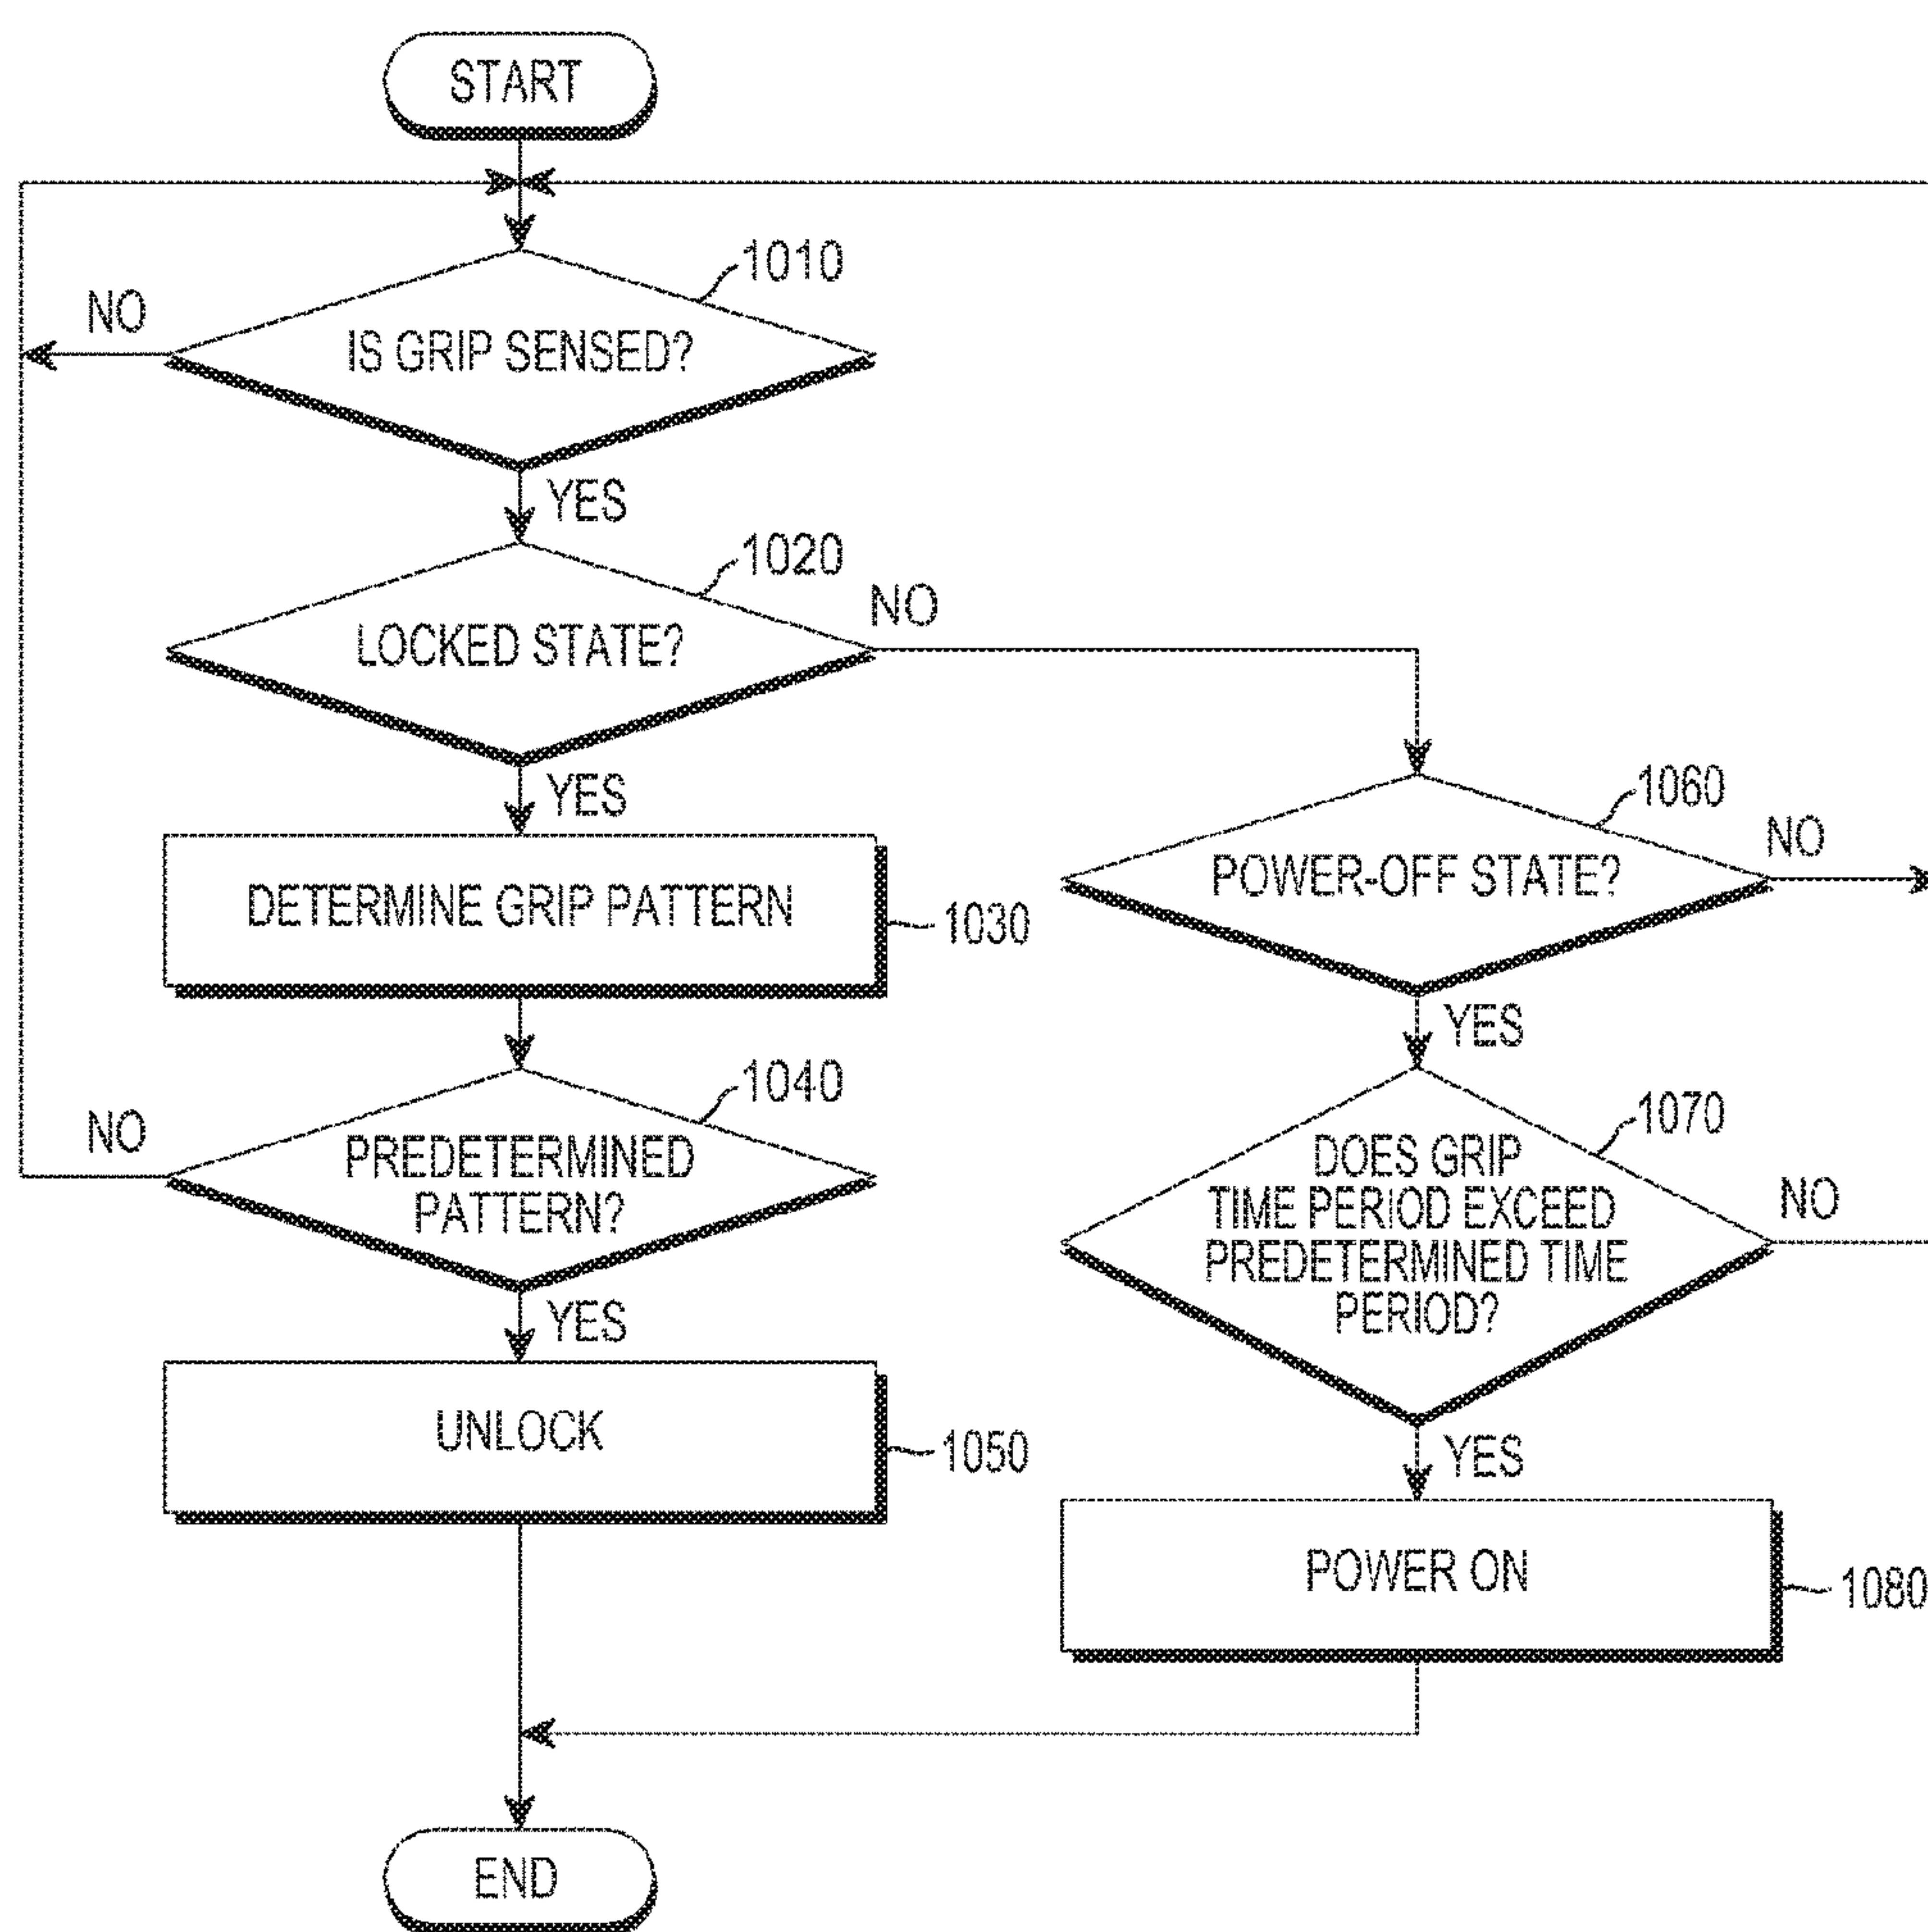 START
1010
NO
IS GRIP SENSED?
YES
1020
NO
LOCKED STATE?
YES
1060
NO
POWER-OFF STATE?
DETERMINE GRIP PATTERN
1030
YES
1040
NO
PREDETERMINED
PATTERN?
YES
1070
NO
DOES GRIP
TIME PERIOD EXCEED
PREDETERMINED TIME
PERIOD?
UNLOCK
1050
YES
POWER ON
1080
END